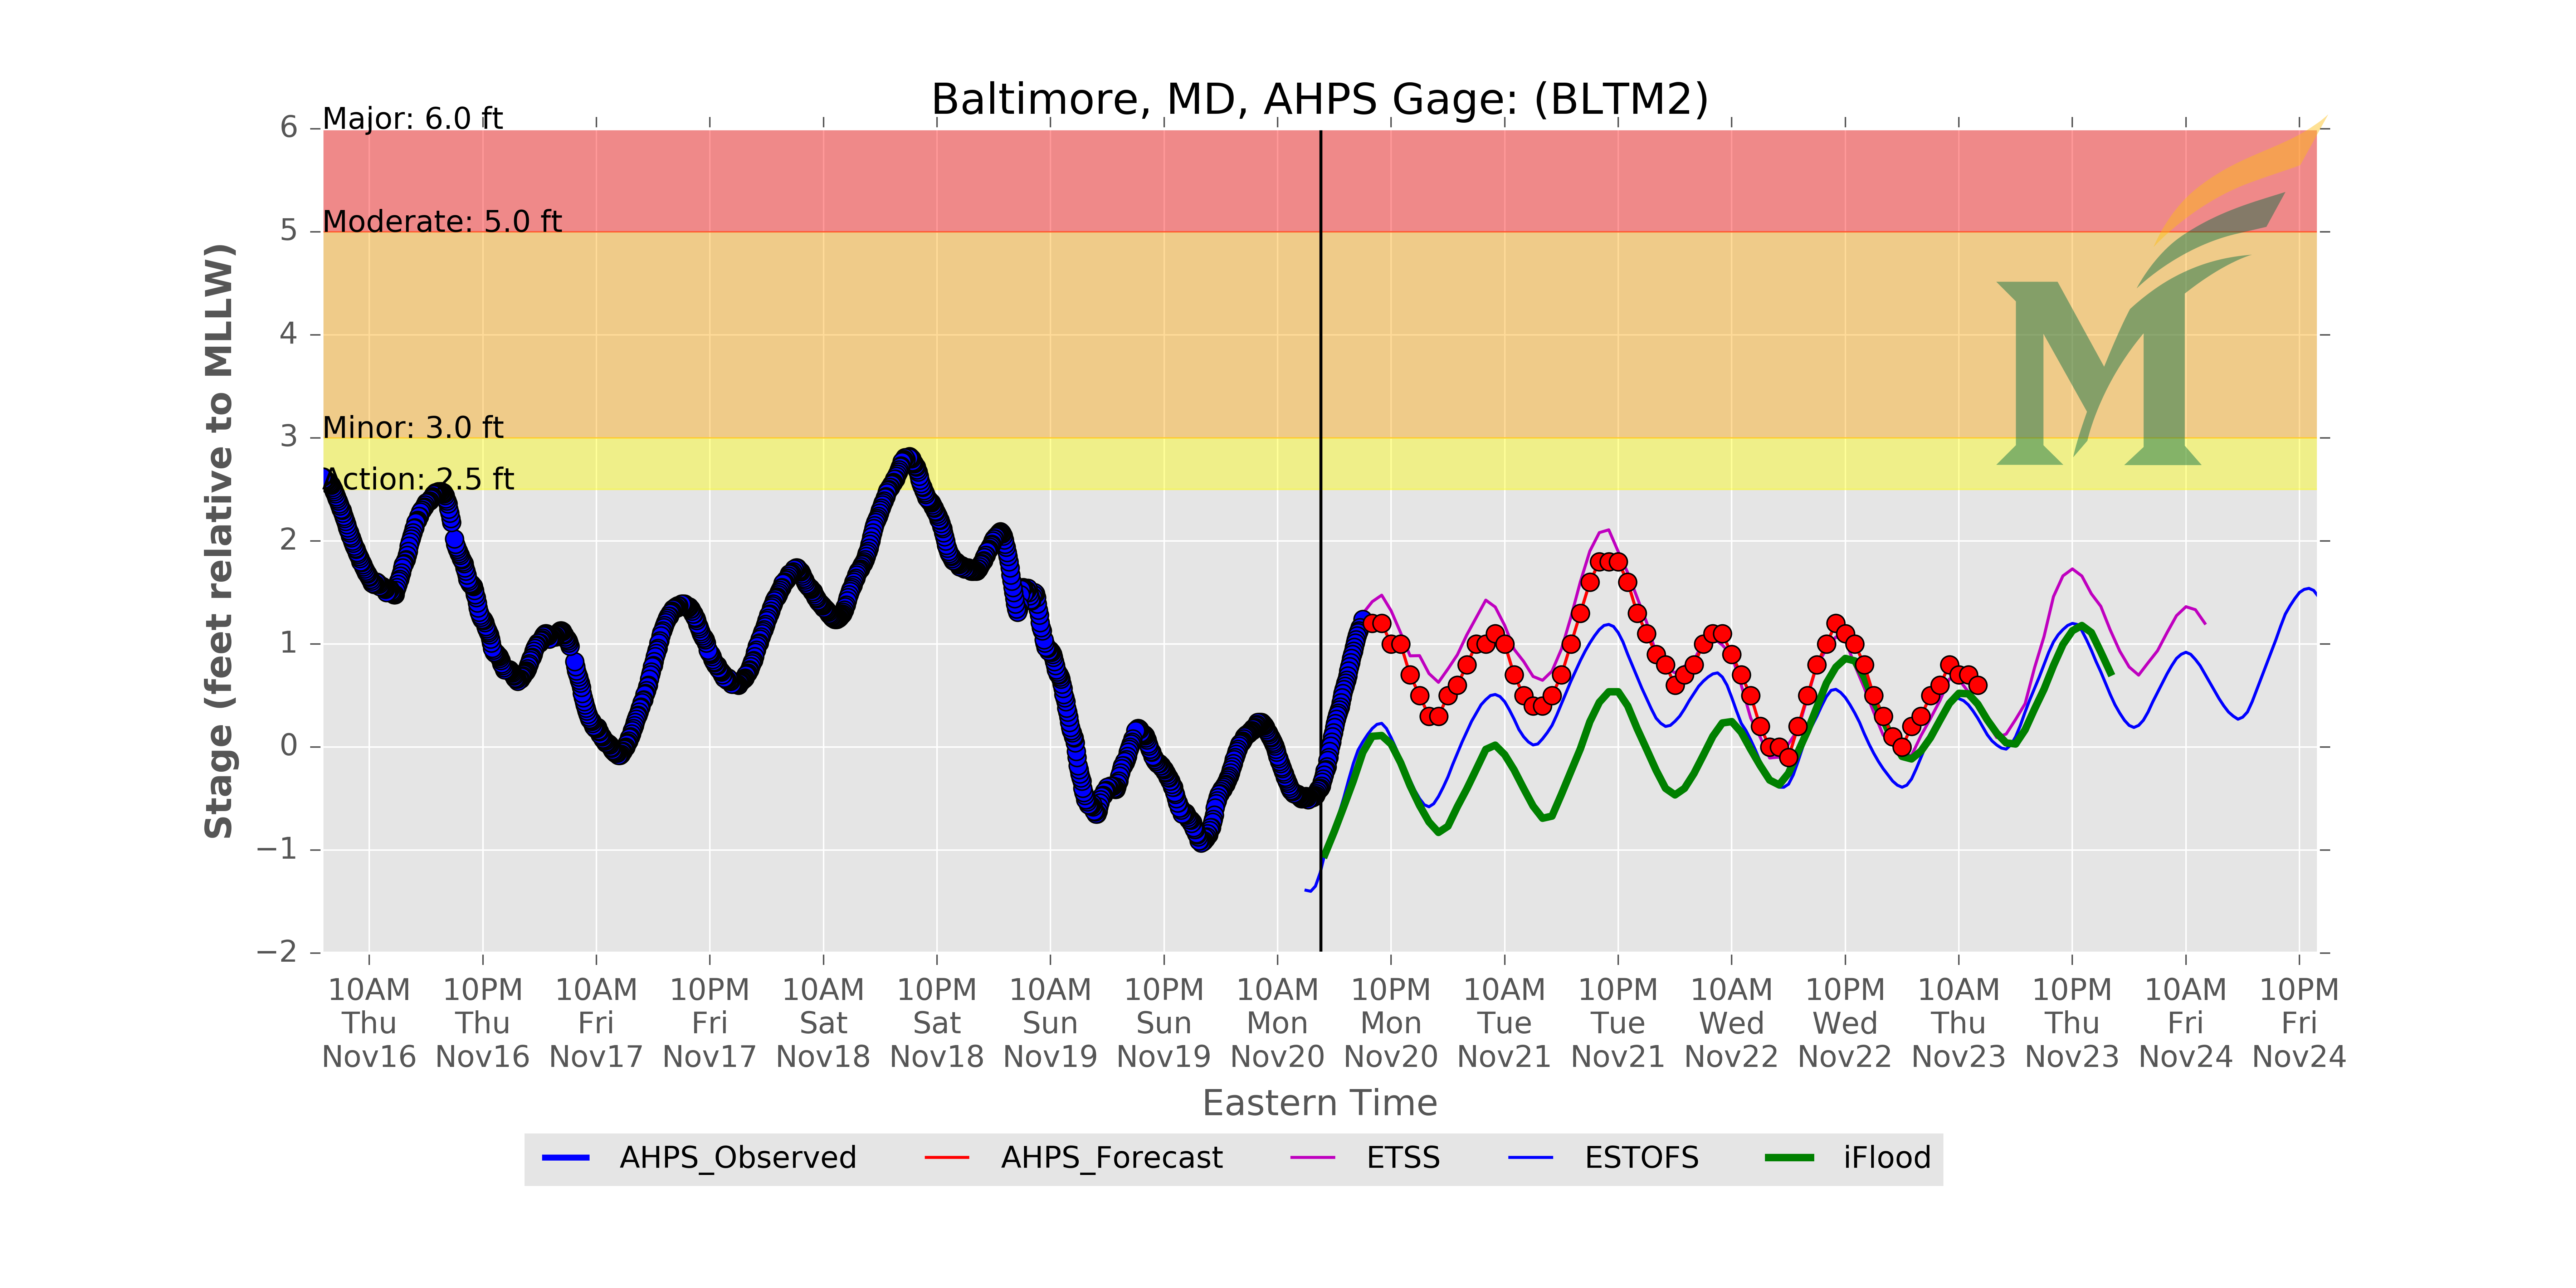 Baltimore, MD, AHPS Gage: (BLTM2)
Major: 6.0 ft
Moderate: 5.0 ft
Minor: 3.0 ft
Action: 2.5 ft
Stage (feet relative to MLLW)
6
5
4
3
2
1
0
−1
−2
10AM 10PM 10AM 10PM 10AM 10PM 10AM 10PM 10AM 10PM 10AM 10PM 10AM 10PM 10AM 10PM 10AM 10PM
Thu Thu Fri Fri Sat Sat Sun Sun Mon Mon Tue Tue Wed Wed Thu Thu Fri Fri
Nov16 Nov16 Nov17 Nov17 Nov18 Nov18 Nov19 Nov19 Nov20 Nov20 Nov21 Nov21 Nov22 Nov22 Nov23 Nov23 Nov24 Nov24
Eastern Time
AHPS_Observed AHPS_Forecast ETSS ESTOFS iFlood
M